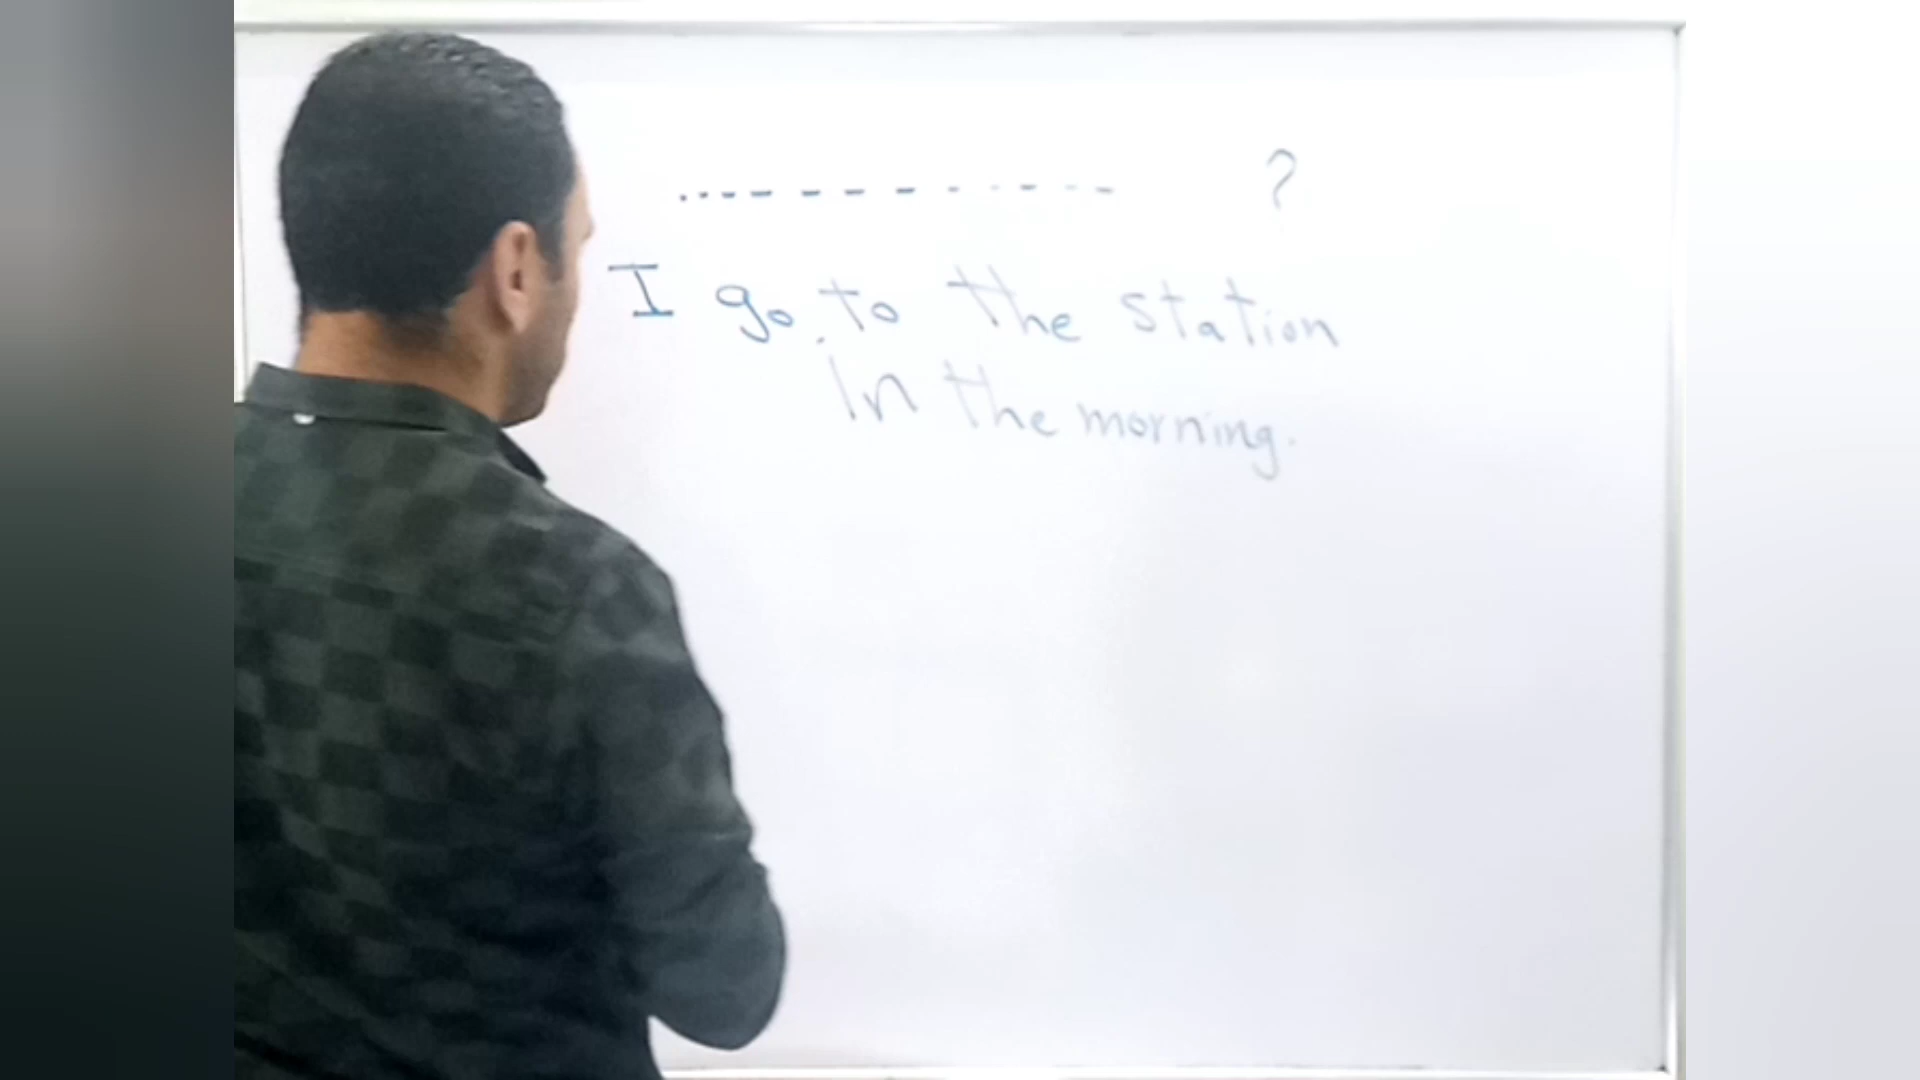 .------------ ?
I go to the station
In the morning.